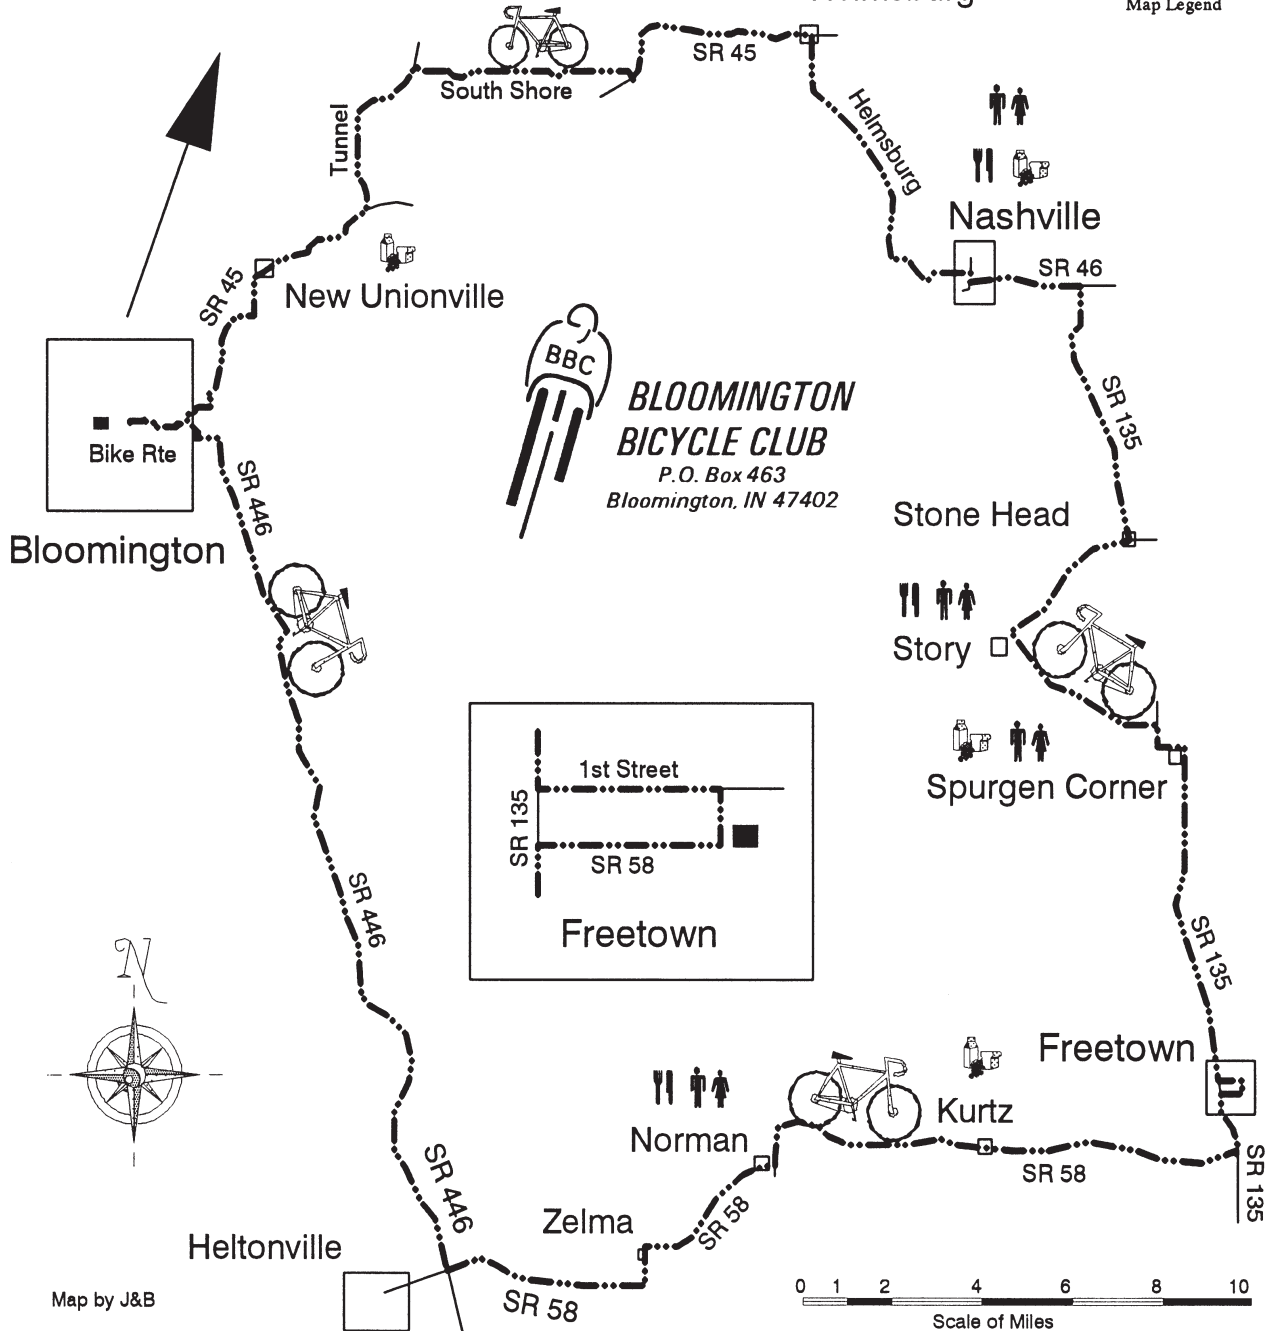 Map Legend
SR 45
South Shore
Tunnel
Helmsburg
Nashville
SR 46
SR 45
New Unionville
BBC
BLOOMINGTON
BICYCLE CLUB
P.O. Box 463
Bloomington, IN 47402
SR 135
Bike Rte
SR 446
Bloomington
Stone Head
Story
Spurgen Corner
1st Street
SR 135
SR 58
Freetown
SR 446
SR 135
N
Freetown
Kurtz
Norman
SR 58
SR 135
SR 446
Zelma
SR 58
Heltonville
SR 58
Map by J&B
0 1 2 4 6 8 10
Scale of Miles